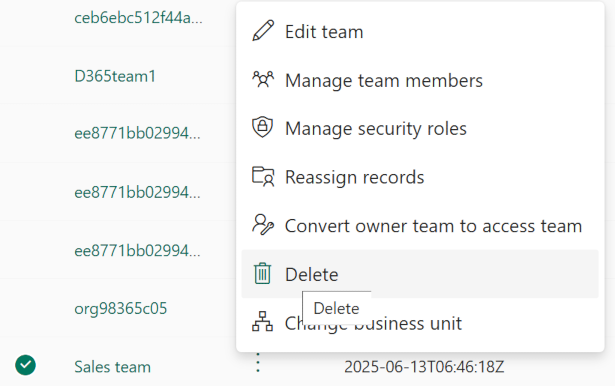 ceb6ebc512f44a...
Edit team
D365team1
Manage team members
ee8771bb02994...
Manage security roles
ee8771bb02994...
Reassign records
ee8771bb02994...
Convert owner team to access team
Delete
org98365c05
Delete
Change business unit
Sales team
2025-06-13T06:46:18Z